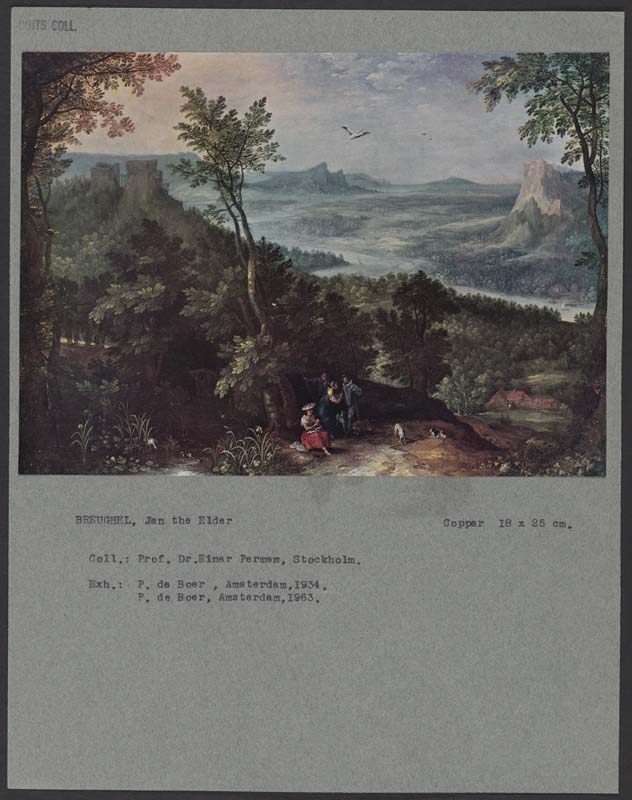 COLL.
BREUGHEL, Jan the Elder
Copper 18 x 25 cm.
Coll.: Prof. Dr.Einar Perman, Stockholm.
Exh.: P. de Boer , Amsterdam,1934.
P. de Boer, Amsterdam,1963.